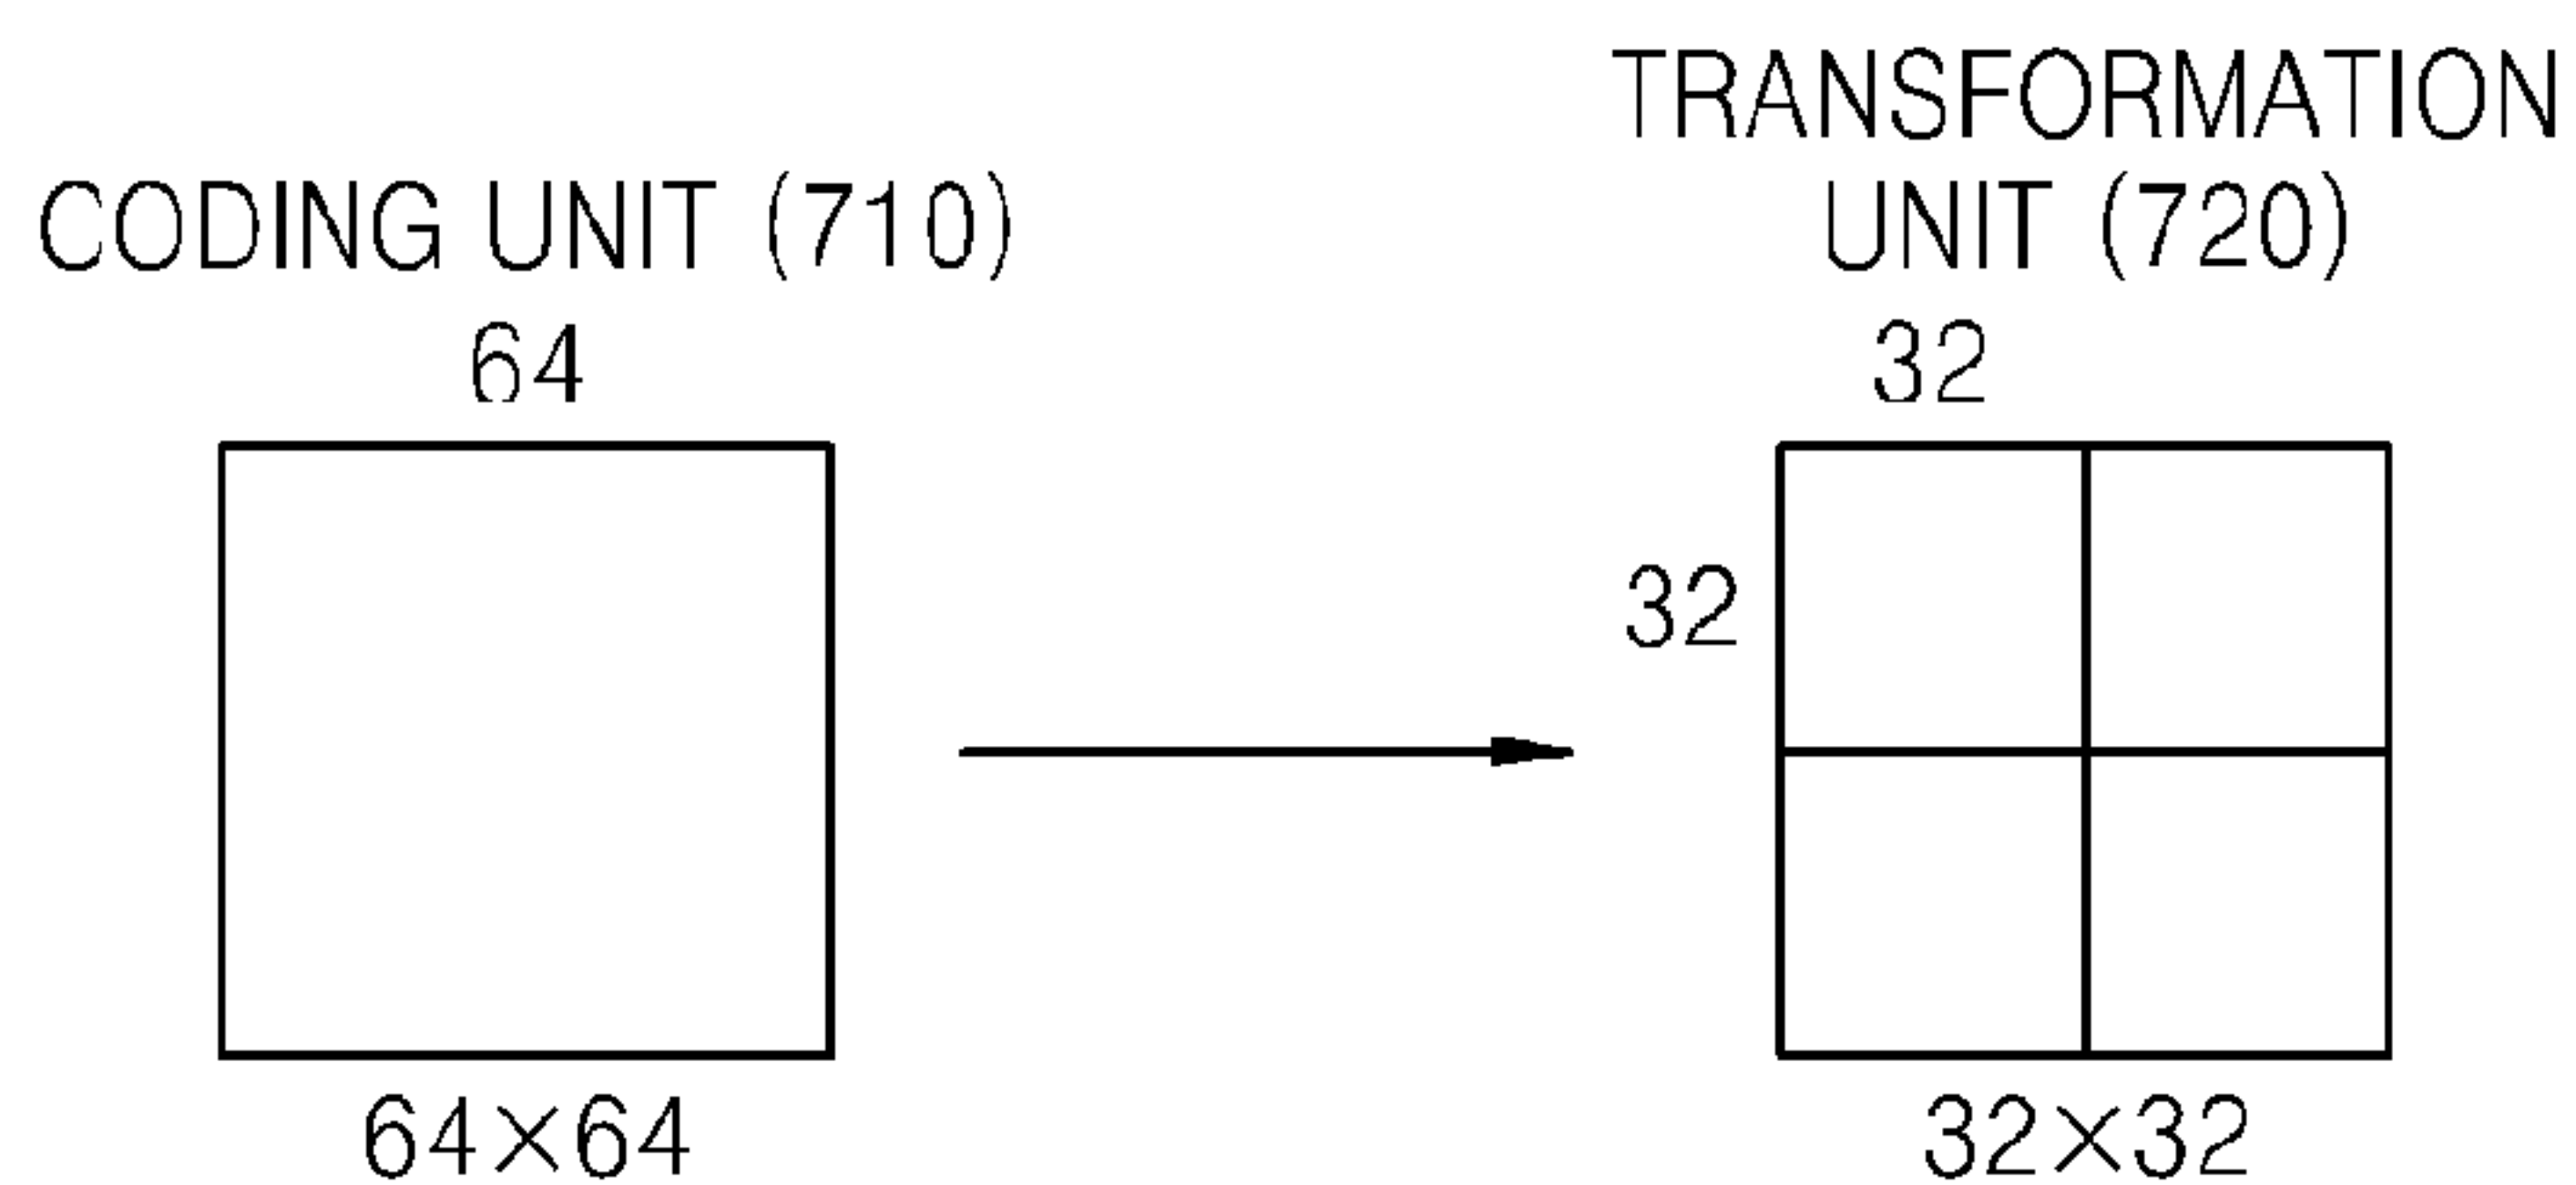 CODING UNIT (710)
64
64×64
TRANSFORMATION
UNIT (720)
32
32
32×32